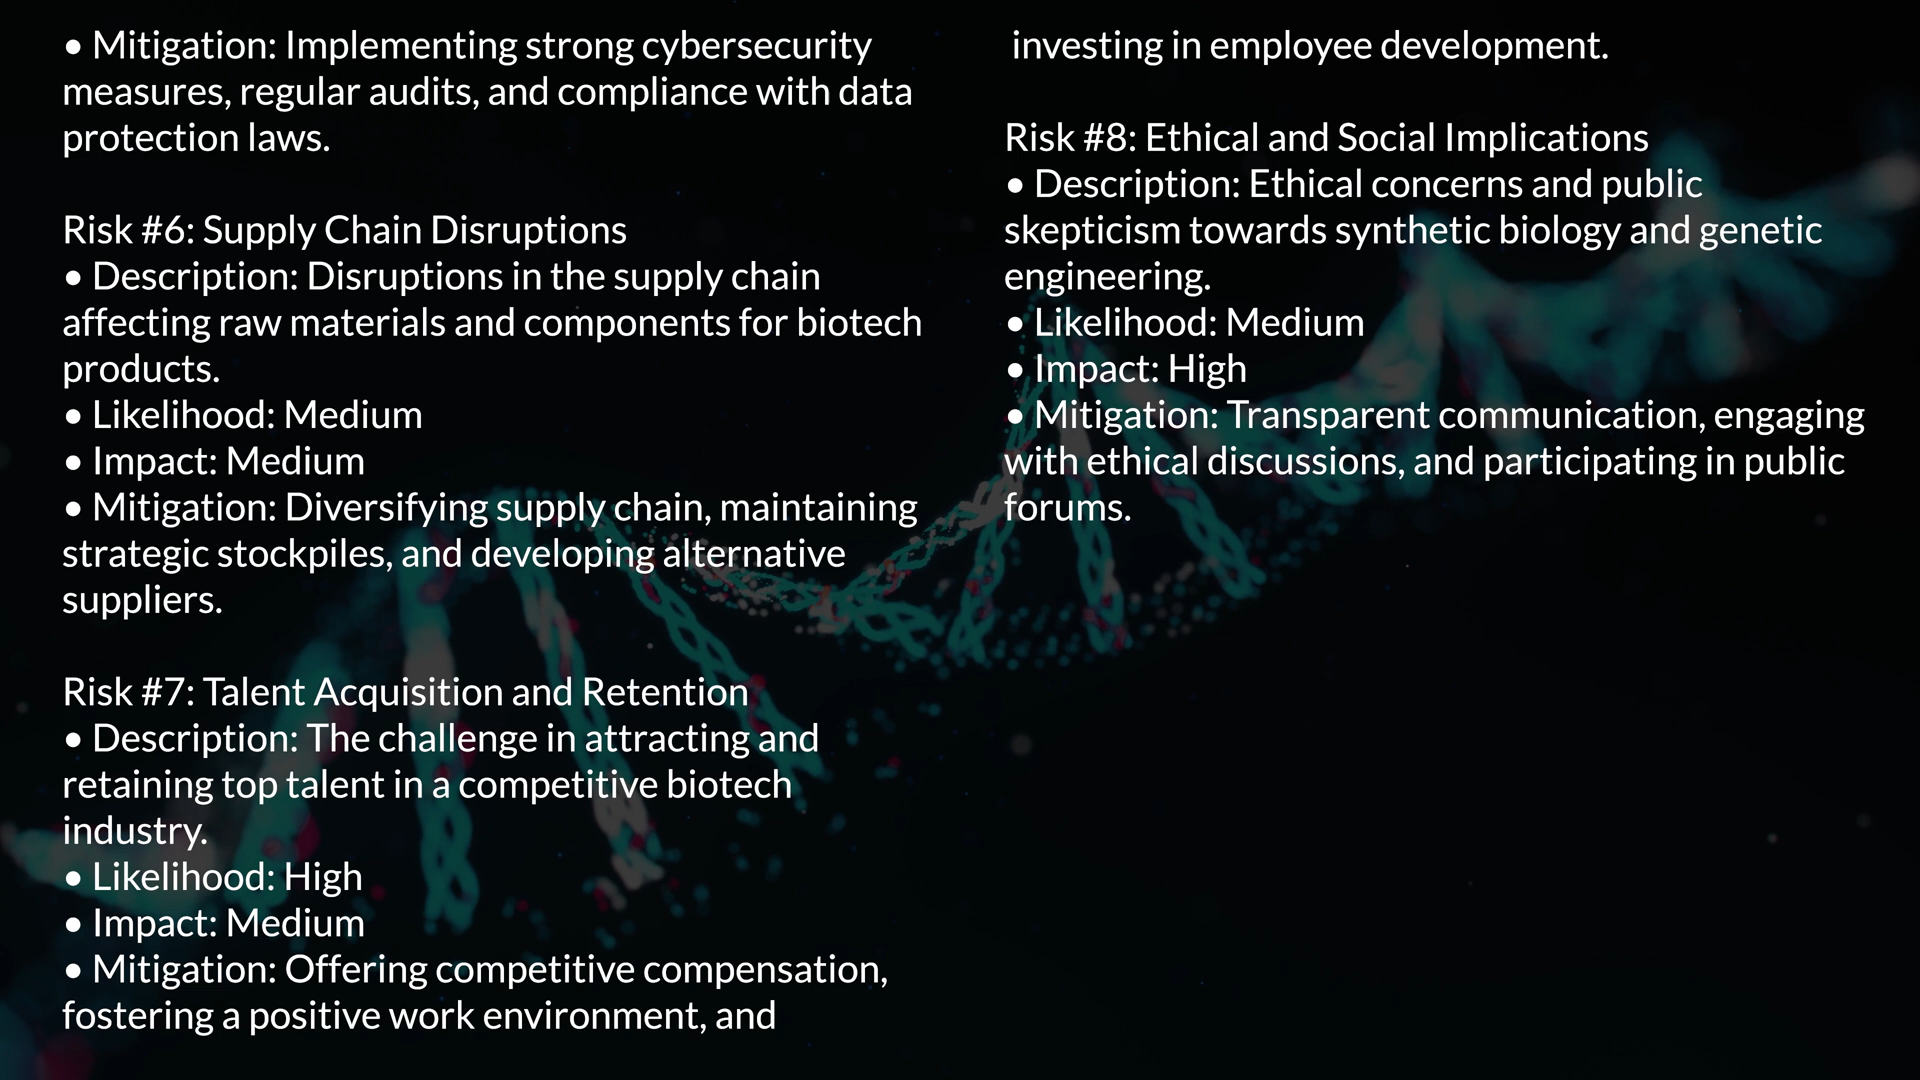 • Mitigation: Implementing strong cybersecurity
measures, regular audits, and compliance with data
protection laws.
Risk #6: Supply Chain Disruptions
• Description: Disruptions in the supply chain
affecting raw materials and components for biotech
products.
• Likelihood: Medium
• Impact: Medium
• Mitigation: Diversifying supply chain, maintaining
strategic stockpiles, and developing alternative
suppliers.
Risk #7: Talent Acquisition and Retention
• Description: The challenge in attracting and
retaining top talent in a competitive biotech
industry.
• Likelihood: High
• Impact: Medium
• Mitigation: Offering competitive compensation,
fostering a positive work environment, and
investing in employee development.
Risk #8: Ethical and Social Implications
• Description: Ethical concerns and public
skepticism towards synthetic biology and genetic
engineering.
• Likelihood: Medium
• Impact: High
• Mitigation: Transparent communication, engaging
with ethical discussions, and participating in public
forums.